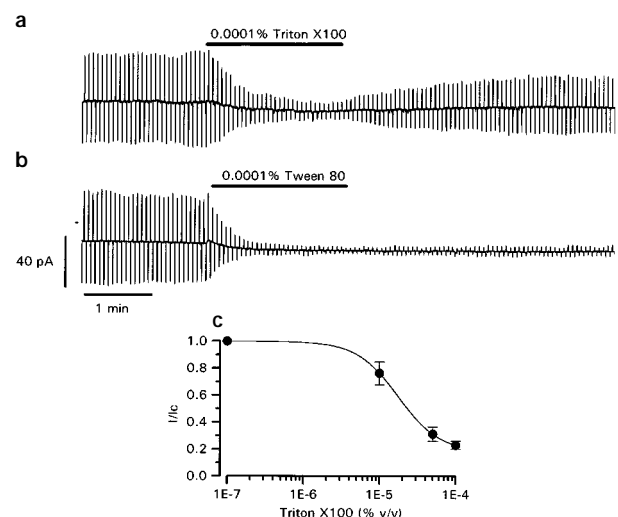 a
0.0001% Triton X100
b
0.0001% Tween 80
40 pA
1 min
C
I/Ic
1.0
0.8
0.6
0.4
0.2
0.0
1E-7
1E-6
1E-5
1E-4
Triton X100 (% v/v)